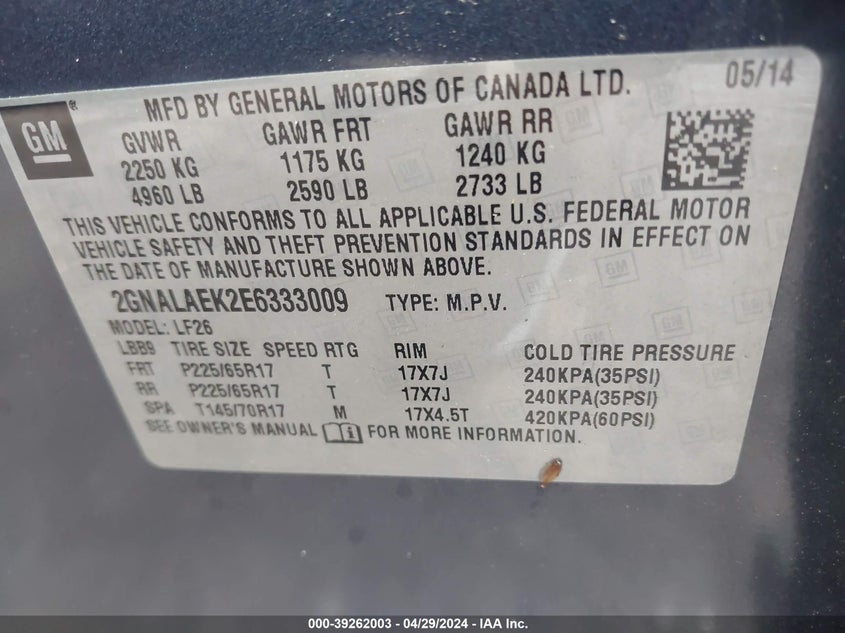 05/14
MFD BY GENERAL MOTORS OF CANADA LTD.
GM
GVWR GAWR FRT GAWR RR
2250 KG 1175 KG 1240 KG
4960 LB 2590 LB 2733 LB
THIS VEHICLE CONFORMS TO ALL APPLICABLE U.S. FEDERAL MOTOR
VEHICLE SAFETY AND THEFT PREVENTION STANDARDS IN EFFECT ON
THE DATE OF MANUFACTURE SHOWN ABOVE.
2GNALAEK2E6333009 TYPE: M.P.V.
MODEL: LF26
LBB9 TIRE SIZE SPEED RTG RIM COLD TIRE PRESSURE
FRT P225/65R17 T 17X7J 240KPA(35PSI)
RR P225/65R17 T 17X7J 240KPA(35PSI)
SPA T145/70R17 M 17X4.5T 420KPA(60PSI)
SEE OWNER'S MANUAL FOR MORE INFORMATION.
000-39262003 - 04/29/2024 - IAA Inc.